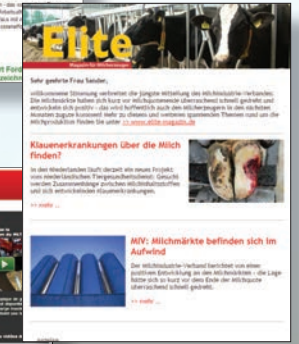 Elite
Magazin für Milcherzeuger
Sehr geehrte Frau Seisler,
willkommene Stimmung verbreitet die jüngste Mitteilung des Milchindustrie-Verbandes:
Die Milchmärkte haben sich kurz vor Milchquotenende überraschend schnell gedreht und
entwickeln sich positiv – das wird hoffentlich auch den Milcherzeugern in den nächsten
Monaten zugute kommen! Mehr zu diesen und weiteren spannenden Themen rund um die
Milchproduktion finden Sie unter >> www.elite-magazin.de
Klauenerkrankungen über die Milch
finden?
In den Niederlanden läuft derzeit ein neues Projekt
vom niederländischen Tiergesundheitsdienst: Gesucht
werden Zusammenhänge zwischen Milchinhaltsstoffen
und sich entwickelnden Klauenerkrankungen.
>> mehr ...
MIV: Milchmärkte befinden sich im
Aufwind
Der Milchindustrie-Verband berichtet von einer
positiven Entwicklung an den Milchmärkten – die Lage
hätte sich so kurz vor dem Ende der Milchquote
überraschend schnell gedreht.
>> mehr ...